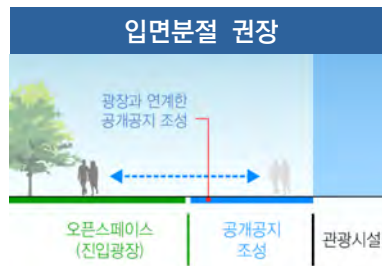 입면분절 권장
광장과 연계한
공개공지 조성
오픈스페이스
(진입광장)
공개공지
조성
관광시설